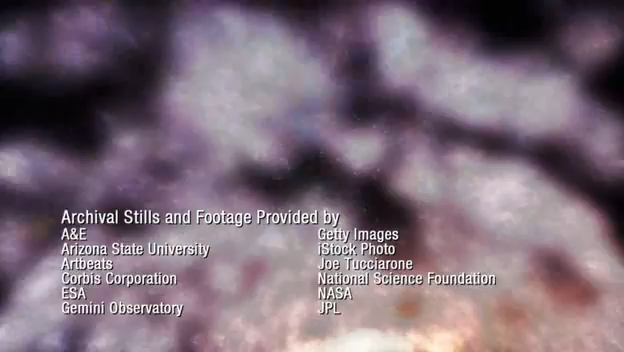 Archival Stills and Footage Provided by
A&E
Arizona State University
Artbeats
Corbis Corporation
ESA
Gemini Observatory
Getty Images
iStock Photo
Joe Tucciarone
National Science Foundation
NASA
JPL